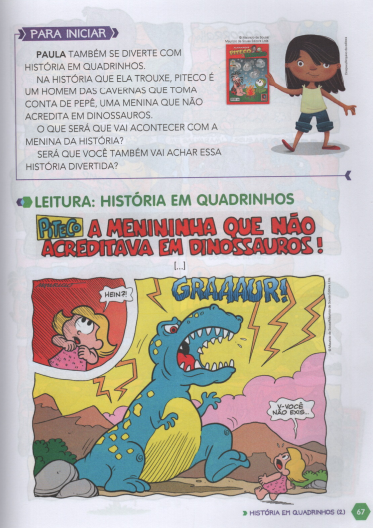 PARA INICIAR
PAULA TAMBÉM SE DIVERTE COM
HISTÓRIA EM QUADRINHOS.
NA HISTÓRIA QUE ELA TROUXE, PITECO É
UM HOMEM DAS CAVERNAS QUE TOMA
CONTA DE PEPÊ, UMA MENINA QUE NÃO
ACREDITA EM DINOSSAUROS.
O QUE SERÁ QUE VAI ACONTECER COM A
MENINA DA HISTÓRIA?
SERÁ QUE VOCÊ TAMBÉM VAI ACHAR ESSA
HISTÓRIA DIVERTIDA?
LEITURA: HISTÓRIA EM QUADRINHOS
PITECO A MENININHA QUE NÃO
ACREDITAVA EM DINOSSAUROS!
[...]
GRAAAUR!
HEIN?!
V-VOCÊ
NÃO EXIS...
HISTÓRIA EM QUADRINHOS (2) 67